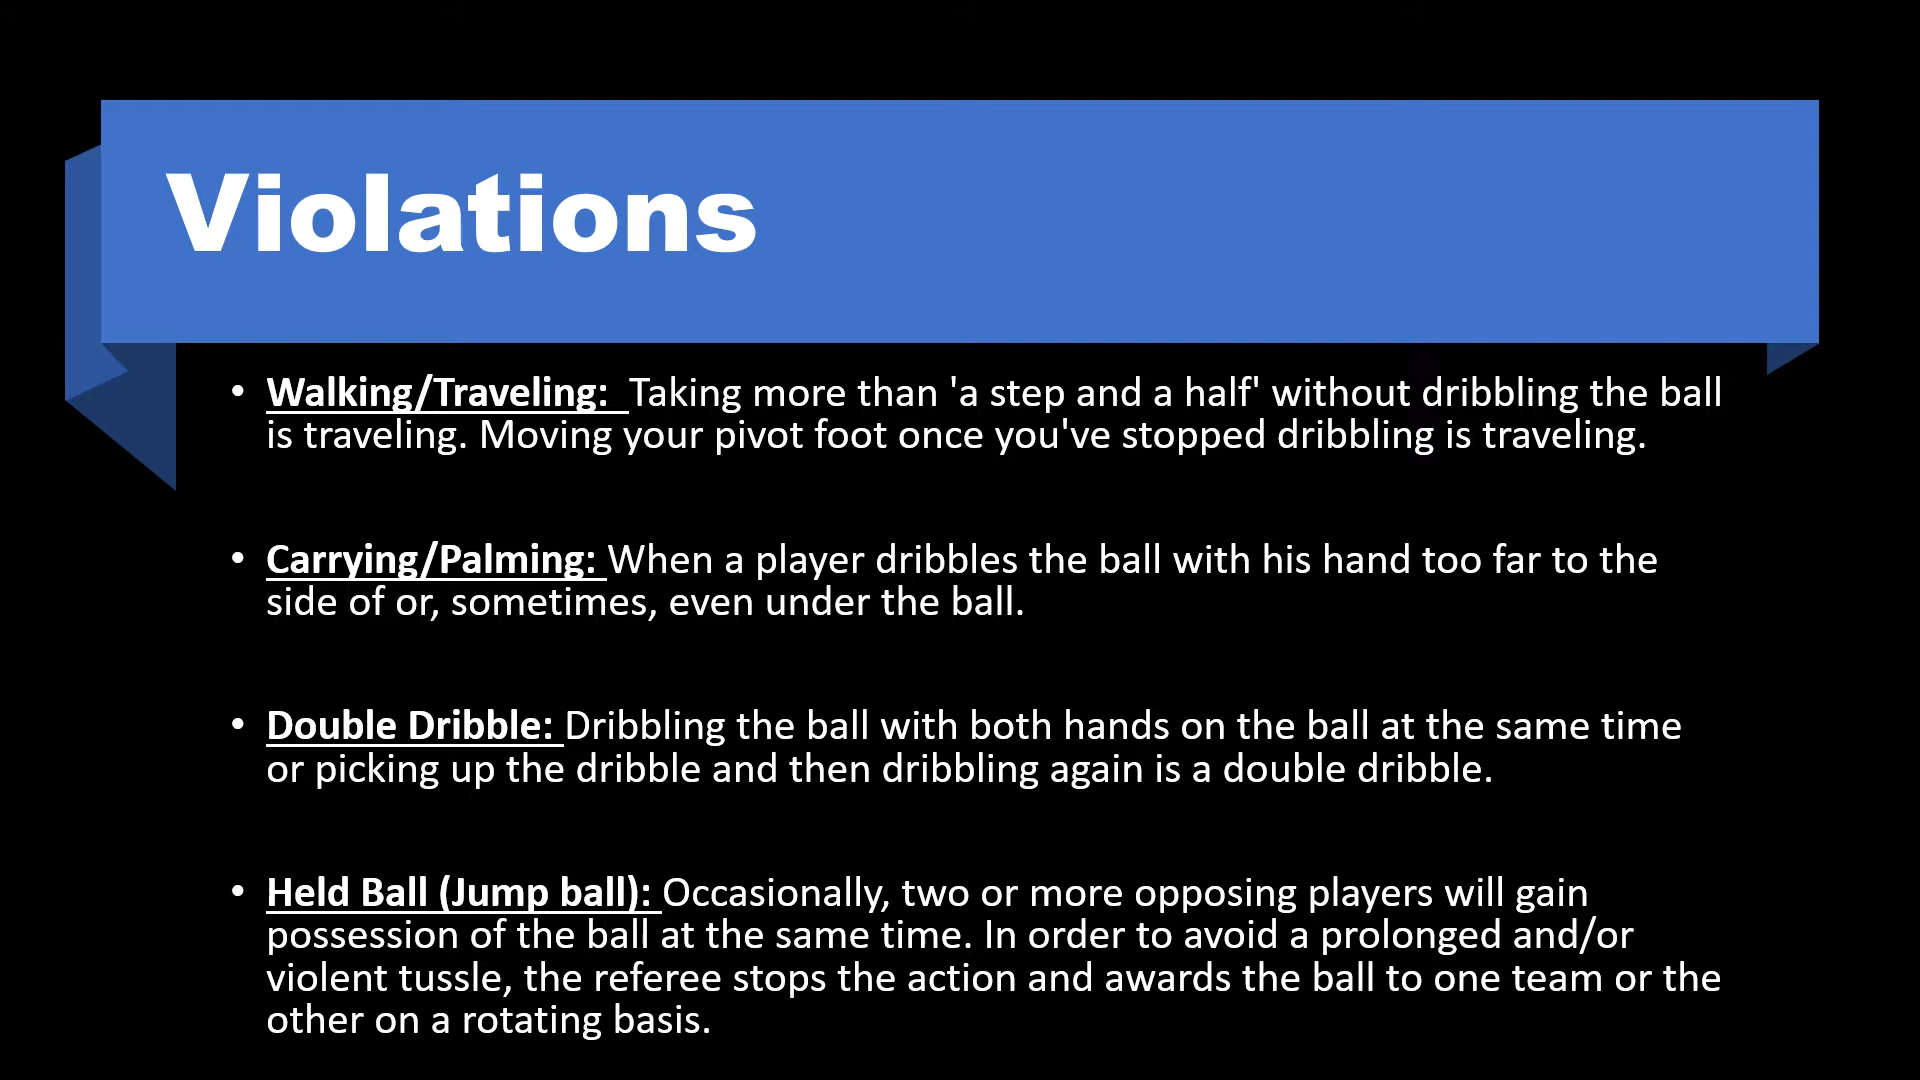 Violations
• Walking/Traveling:  Taking more than 'a step and a half' without dribbling the ball
is traveling. Moving your pivot foot once you've stopped dribbling is traveling.
• Carrying/Palming: When a player dribbles the ball with his hand too far to the
side of or, sometimes, even under the ball.
• Double Dribble: Dribbling the ball with both hands on the ball at the same time
or picking up the dribble and then dribbling again is a double dribble.
• Held Ball (Jump ball): Occasionally, two or more opposing players will gain
possession of the ball at the same time. In order to avoid a prolonged and/or
violent tussle, the referee stops the action and awards the ball to one team or the
other on a rotating basis.